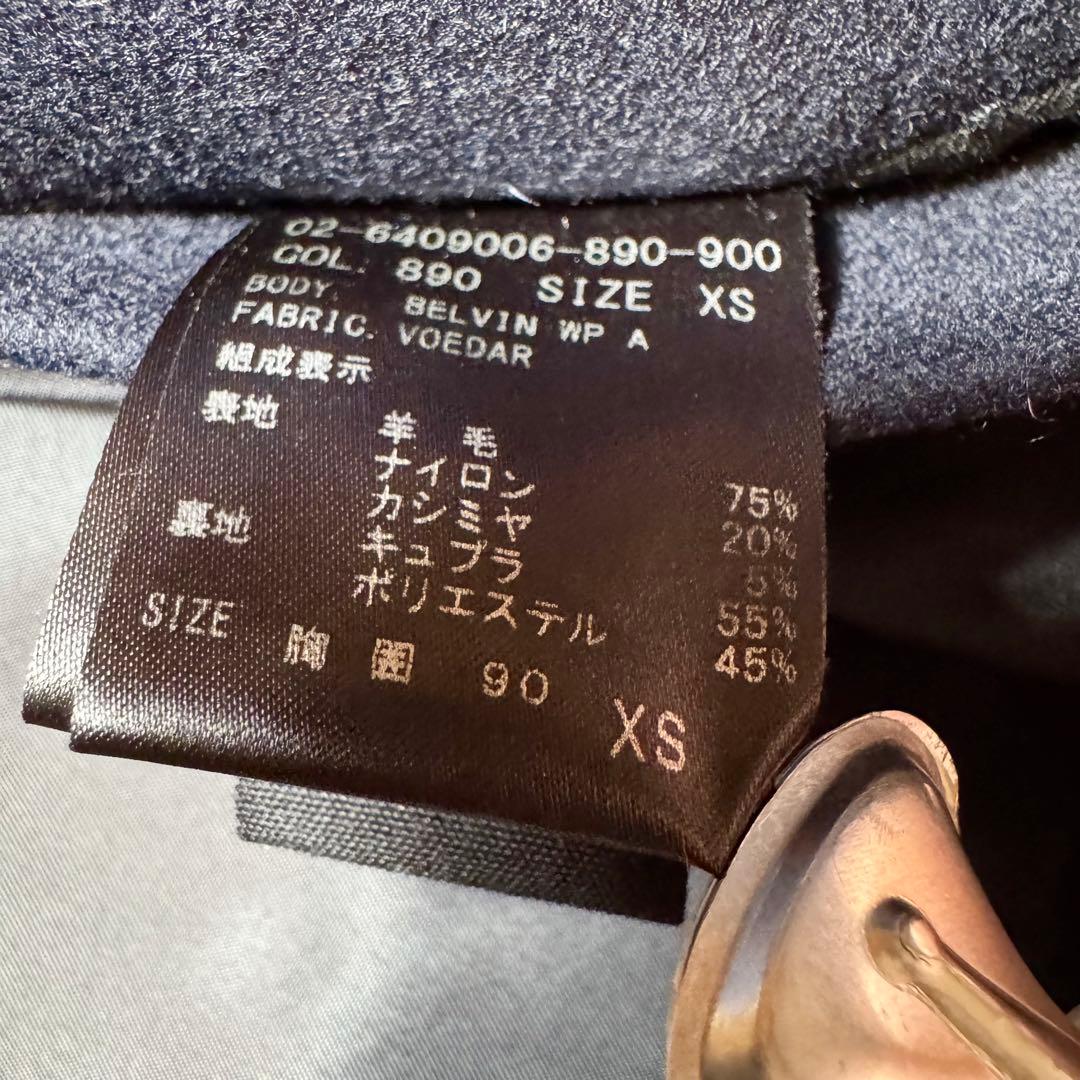 02-6409006-890-900
COL. 890 SIZE XS
BODY. BELVIN WP A
FABRIC. VOEDAR
組成表示
表地 羊毛 75%
ナイロン 20%
カシミヤ 5%
裏地 キュプラ 55%
ポリエステル 45%
SIZE 胸囲 90 XS